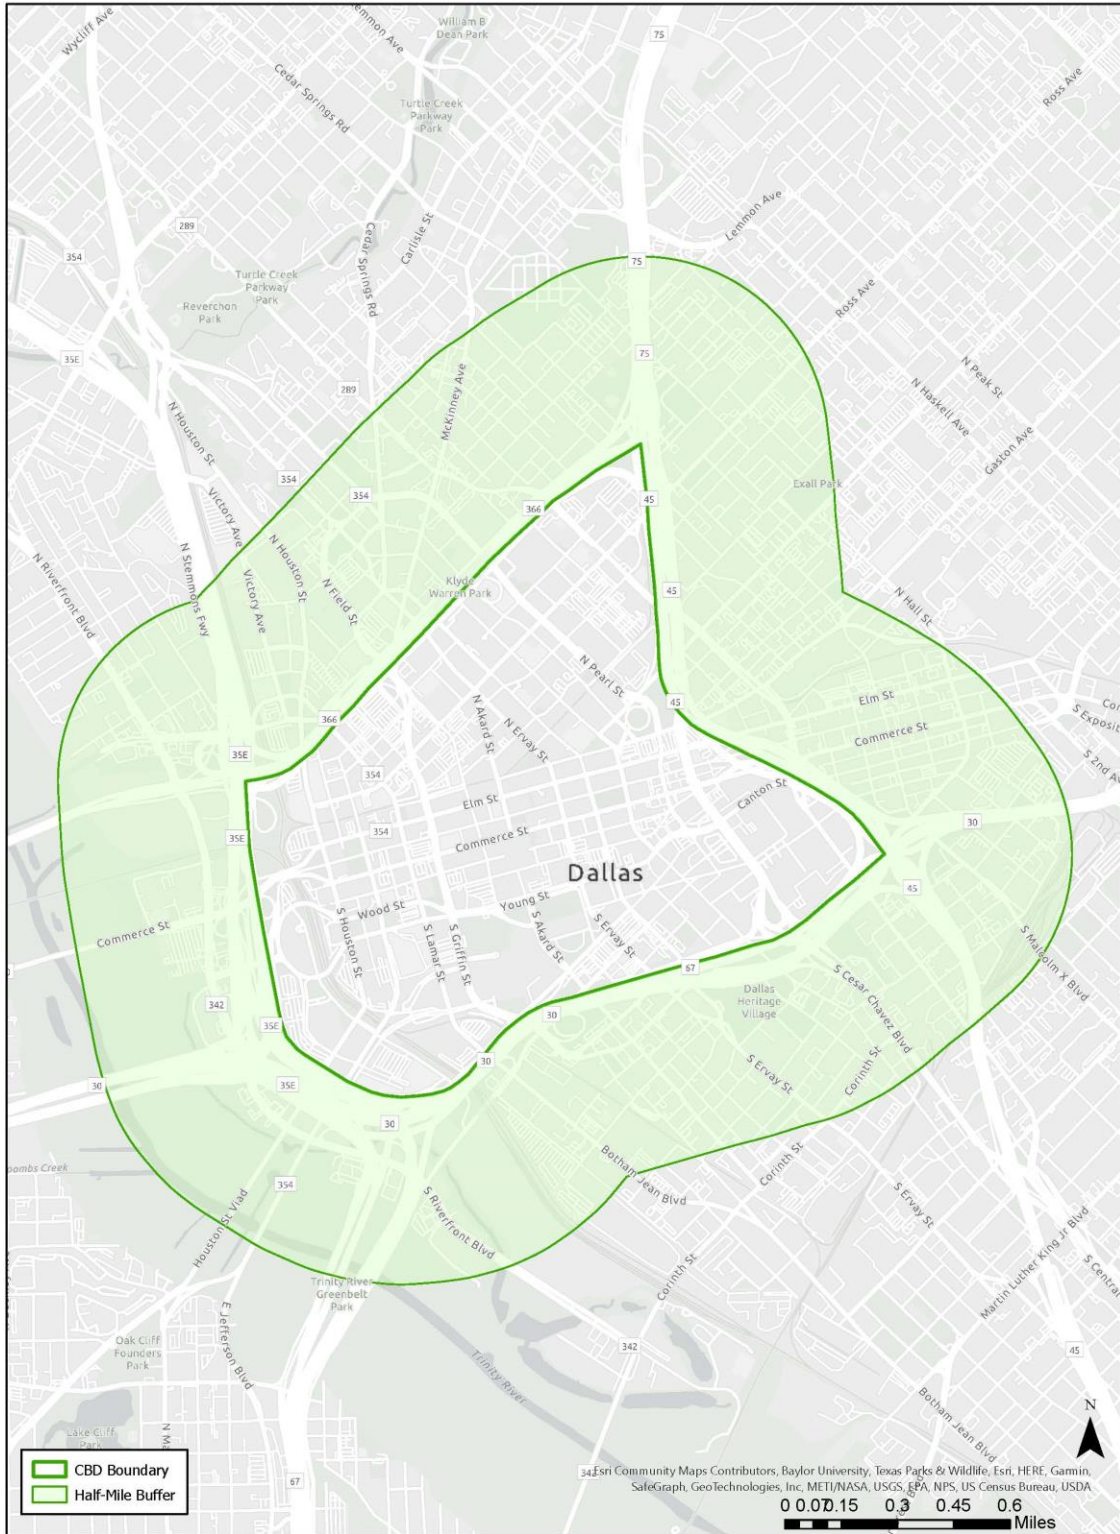 Wycliff Ave
Lemmon Ave
William B
Dean Park
75
Cedar Springs Rd
Turtle Creek
Parkway
Park
Ross Ave
289
354
Cedar Springs Rd
Carlisle St
Lemmon Ave
75
Turtle Creek
Parkway
Park
Reverchon
Park
Ross Ave
35E
75
N Peak St
289
McKinney Ave
N Haskell Ave
N Houston St
Gaston Ave
354
354
Exall Park
366
45
Victory Ave
N Houston St
N Stemmons Fwy
N Riverfront Blvd
Victory Ave
N Field St
Klyde
Warren Park
45
N Hall St
N Pearl St
45
Elm St
N Akard St
N Ervay St
366
S Exposit
Commerce St
35E
S 2nd Av
354
Canton St
Elm St
30
35E
354
Commerce St
Dallas
45
Young St
Wood St
S Houston St
S Lamar St
S Griffin St
S Akard St
S Ervay St
Commerce St
S Malcolm X Blvd
67
S Cesar Chavez Blvd
Dallas
Heritage
Village
342
30
35E
30
S Ervay St
Corinth St
30
35E
30
Botham Jean Blvd
Corinth St
oombs Creek
354
S Ervay St
Houston St Viad
S Riverfront Blvd
Martin Luther King Jr Blvd
S Central
Corinth St
Trinity River
Greenbelt
Park
E Jefferson Blvd
Oak Cliff
Founders
Park
342
45
Trinity River
Botham Jean Blvd
Lake Cliff
Park
N
CBD Boundary
Half-Mile Buffer
67
342
Esri Community Maps Contributors, Baylor University, Texas Parks & Wildlife, Esri, HERE, Garmin,
SafeGraph, GeoTechnologies, Inc, METI/NASA, USGS, EPA, NPS, US Census Bureau, USDA
0 0.07 0.15 0.3 0.45 0.6
Miles